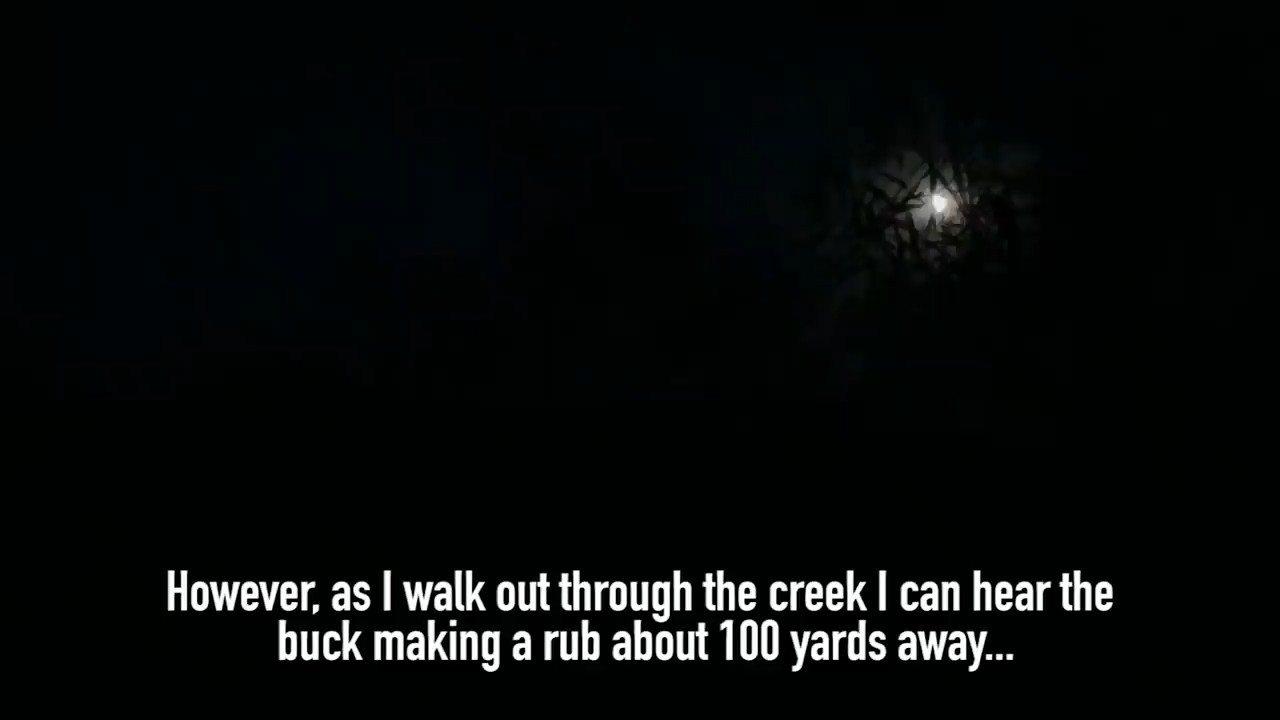 However, as I walk out through the creek I can hear the
buck making a rub about 100 yards away...